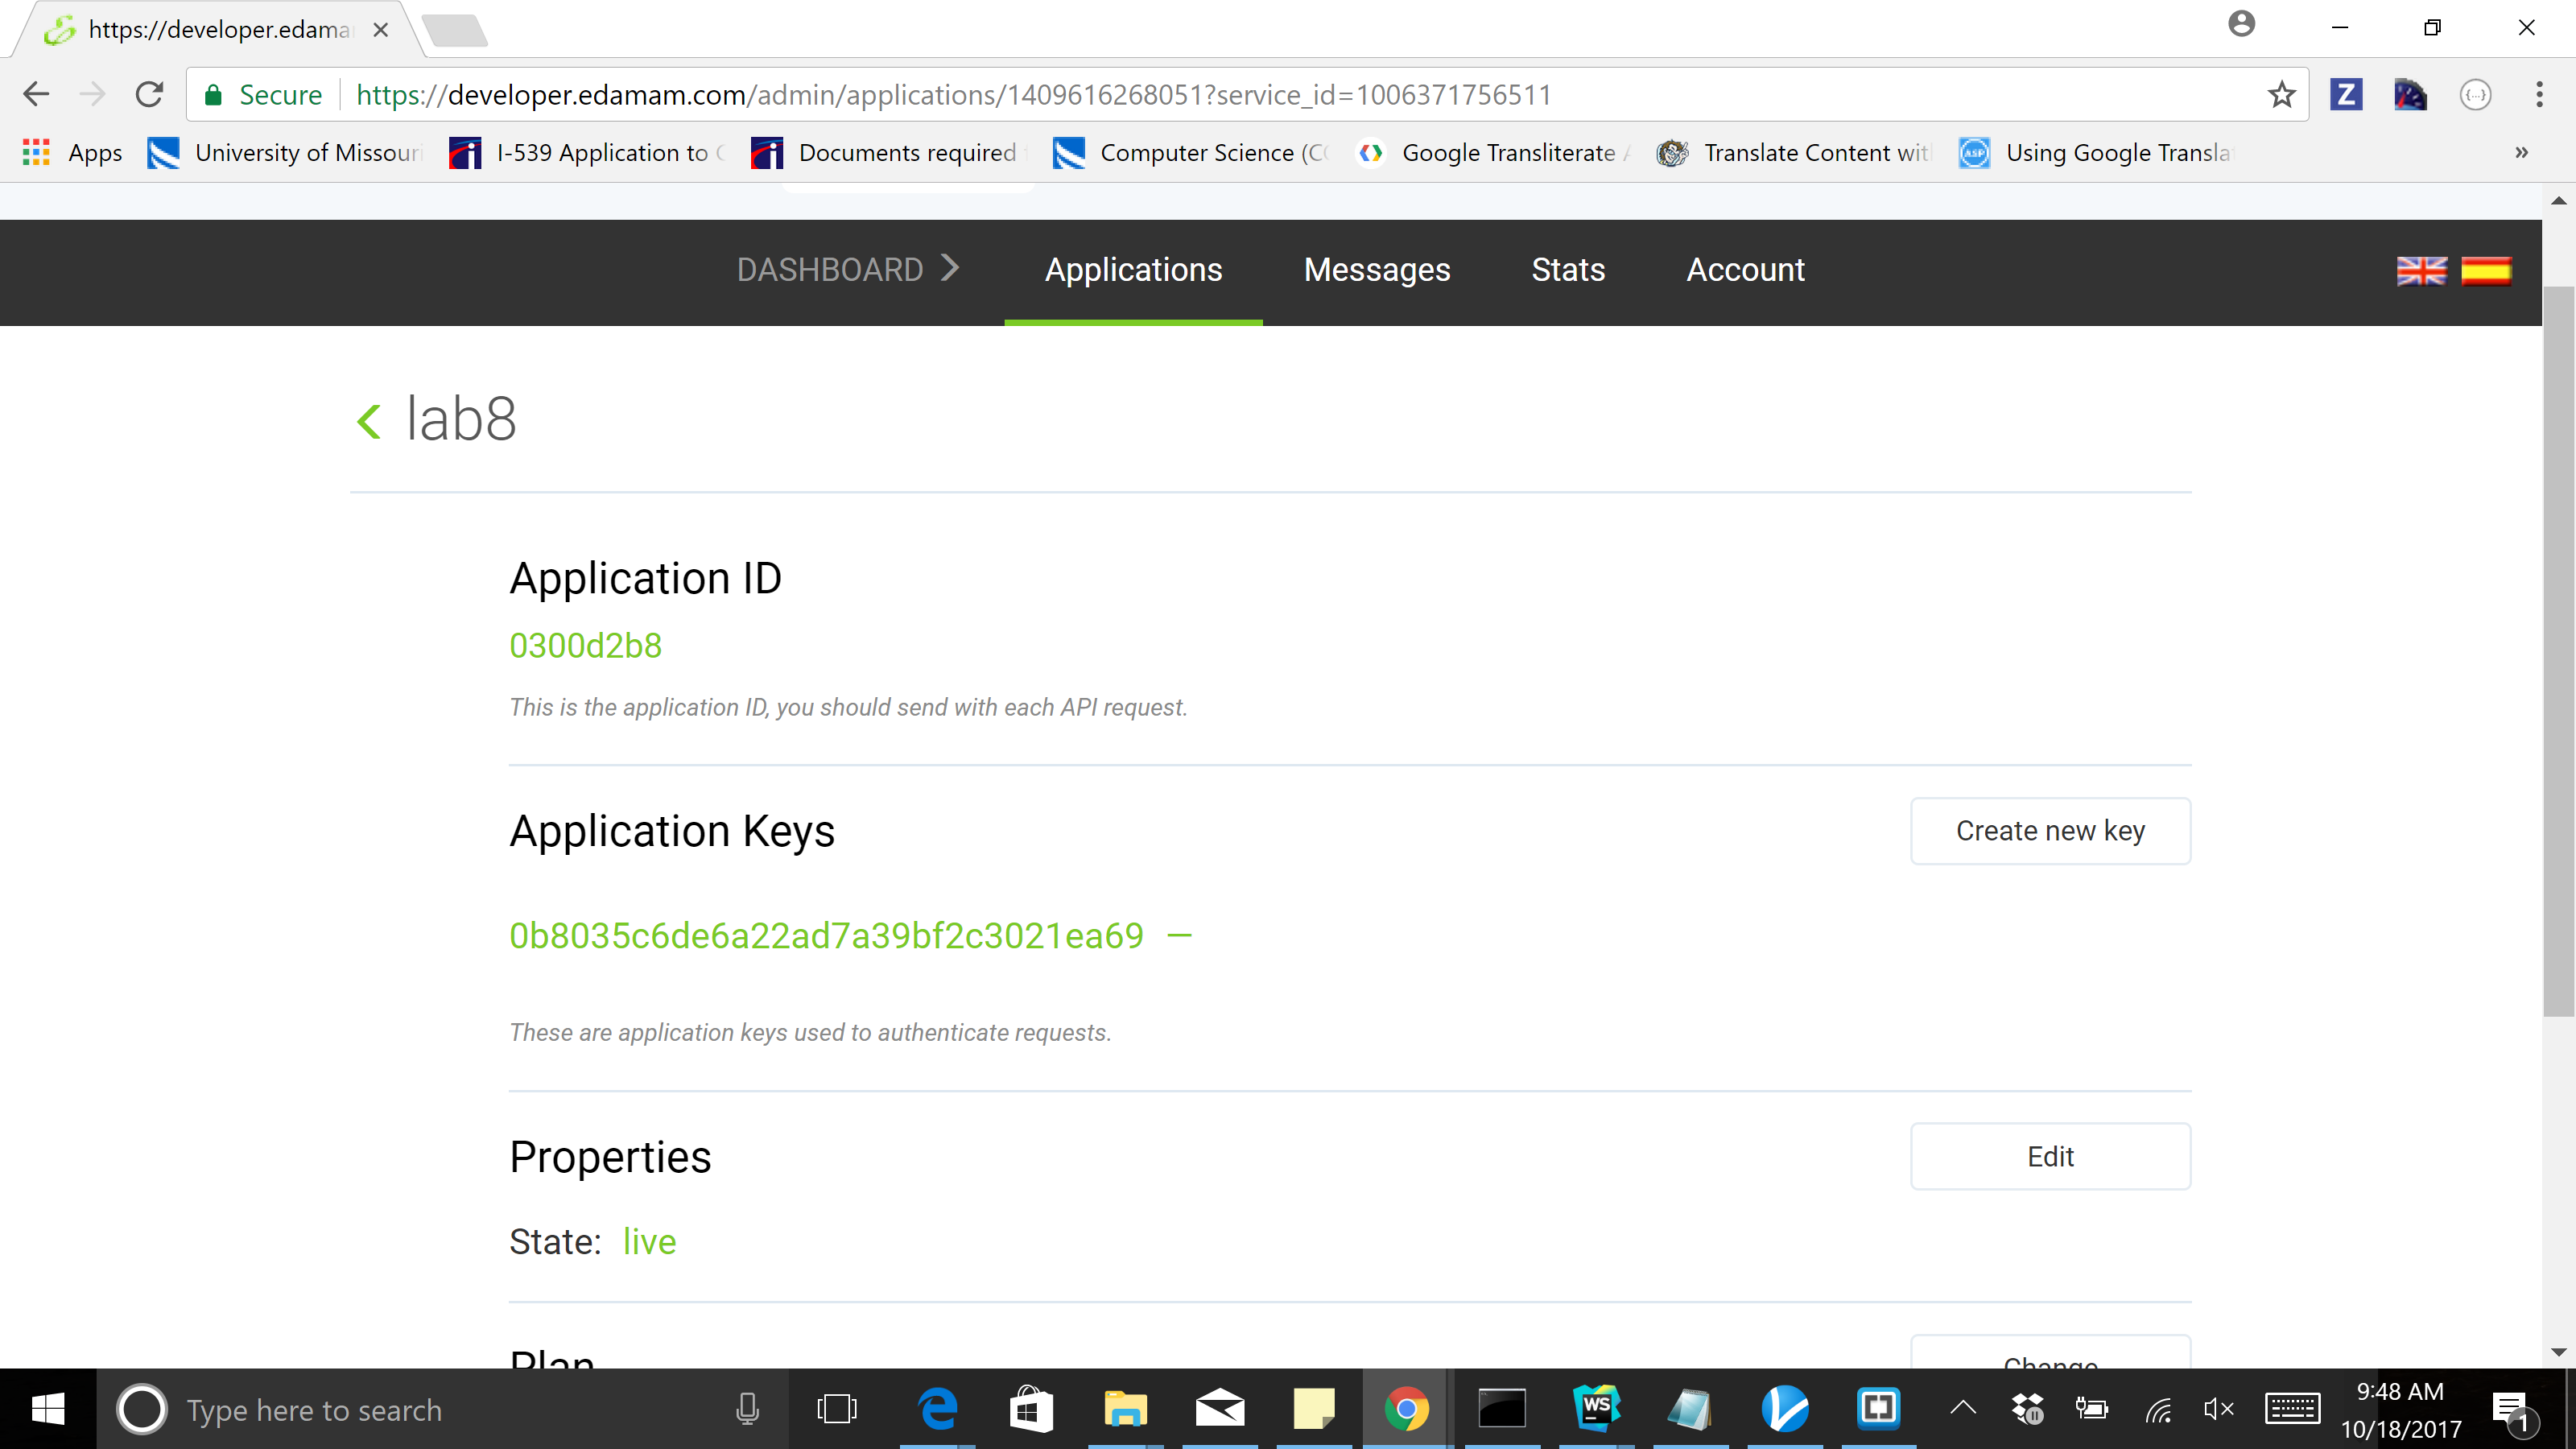 https://developer.edama
Secure https://developer.edamam.com/admin/applications/1409616268051?service_id=1006371756511
Apps University of Missouri I-539 Application to Documents required Computer Science (CC Google Transliterate Translate Content wit Using Google Transla »
DASHBOARD Applications Messages Stats Account
lab8
Application ID
0300d2b8
This is the application ID, you should send with each API request.
Application Keys Create new key
0b8035c6de6a22ad7a39bf2c3021ea69 —
These are application keys used to authenticate requests.
Properties Edit
State: live
Plan Change
Type here to search
WS
9:48 AM
10/18/2017
1